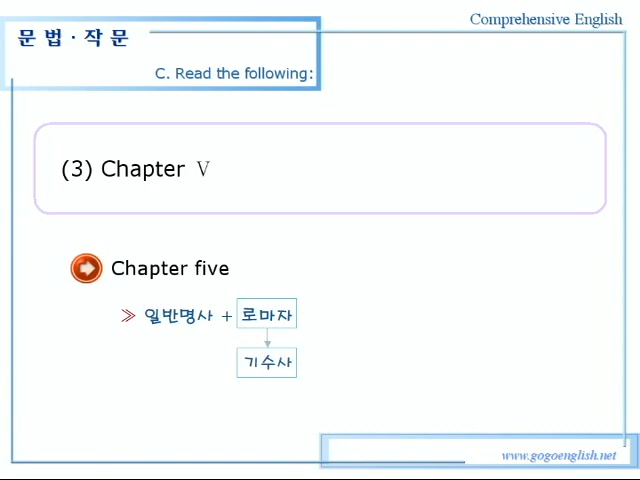 Comprehensive English
문 법 · 작 문
C. Read the following:
(3) Chapter Ⅴ
Chapter five
≫ 일반명사 + 로마자
기수사
www.gogoenglish.net